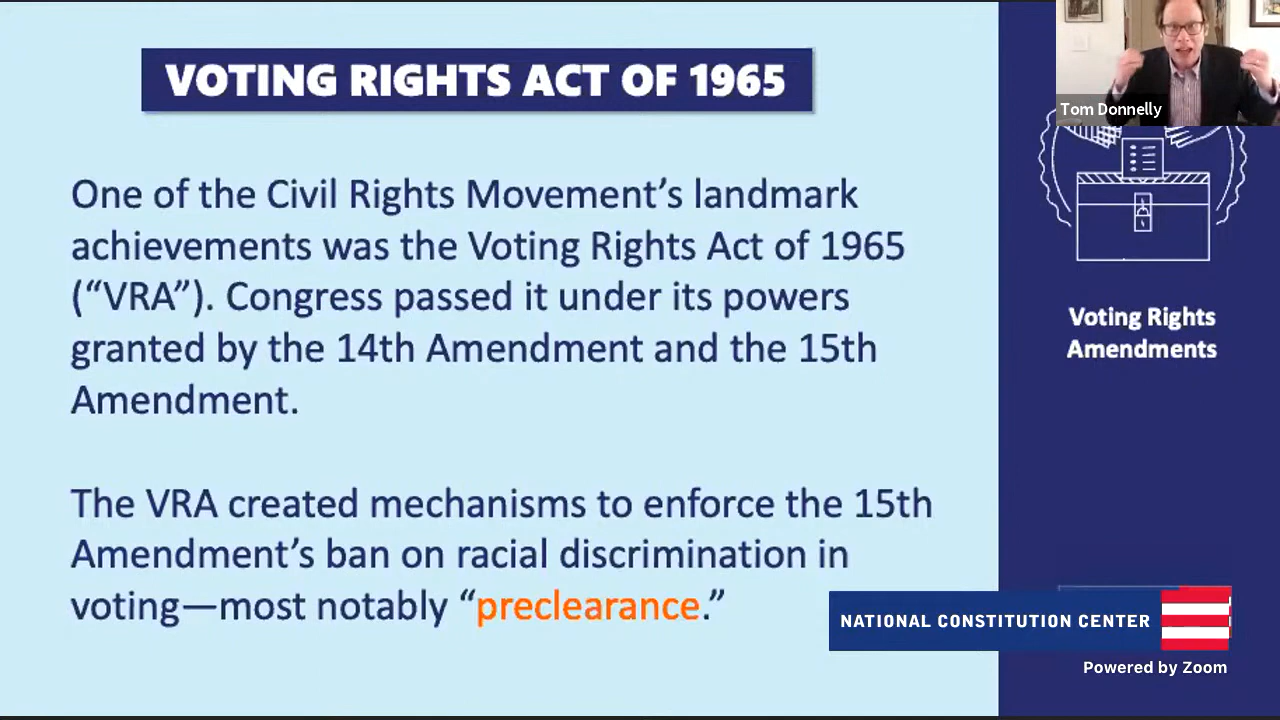 VOTING RIGHTS ACT OF 1965
Tom Donnelly
One of the Civil Rights Movement’s landmark
achievements was the Voting Rights Act of 1965
(“VRA”). Congress passed it under its powers
granted by the 14th Amendment and the 15th
Amendment.
The VRA created mechanisms to enforce the 15th
Amendment’s ban on racial discrimination in
voting—most notably “preclearance.”
Voting Rights
Amendments
NATIONAL CONSTITUTION CENTER
Powered by Zoom